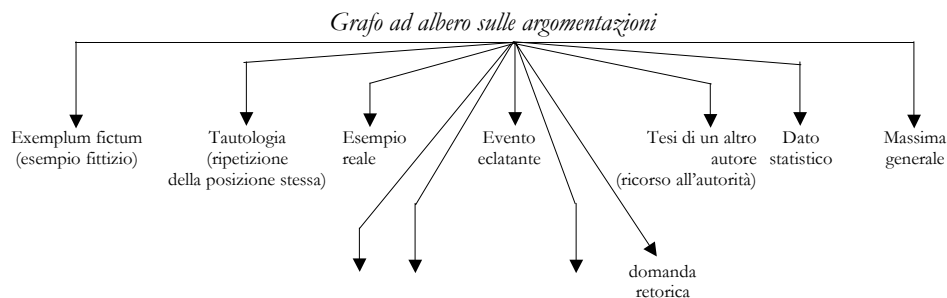 Grafo ad albero sulle argomentazioni
Exemplum fictum
(esempio fittizio)
Tautologia
(ripetizione
della posizione stessa)
Esempio
reale
Evento
eclatante
Tesi di un altro
autore
(ricorso all'autorità)
Dato
statistico
Massima
generale
domanda
retorica